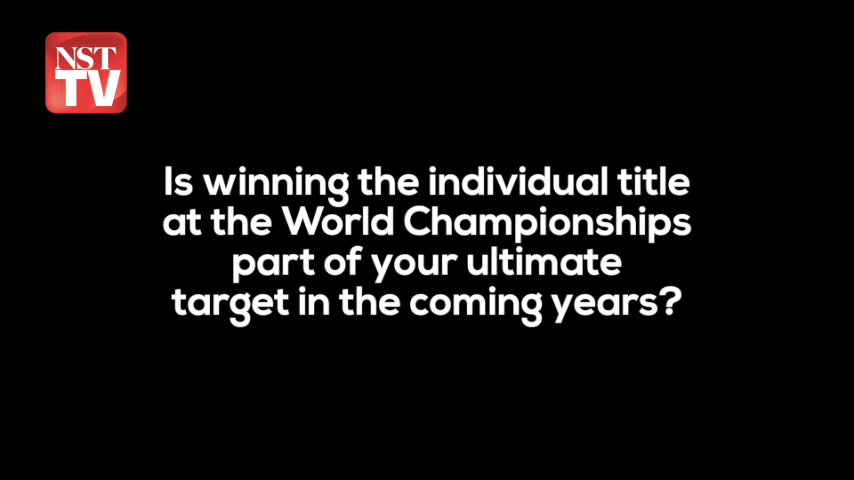 NST
TV
Is winning the individual title
at the World Championships
part of your ultimate
target in the coming years?